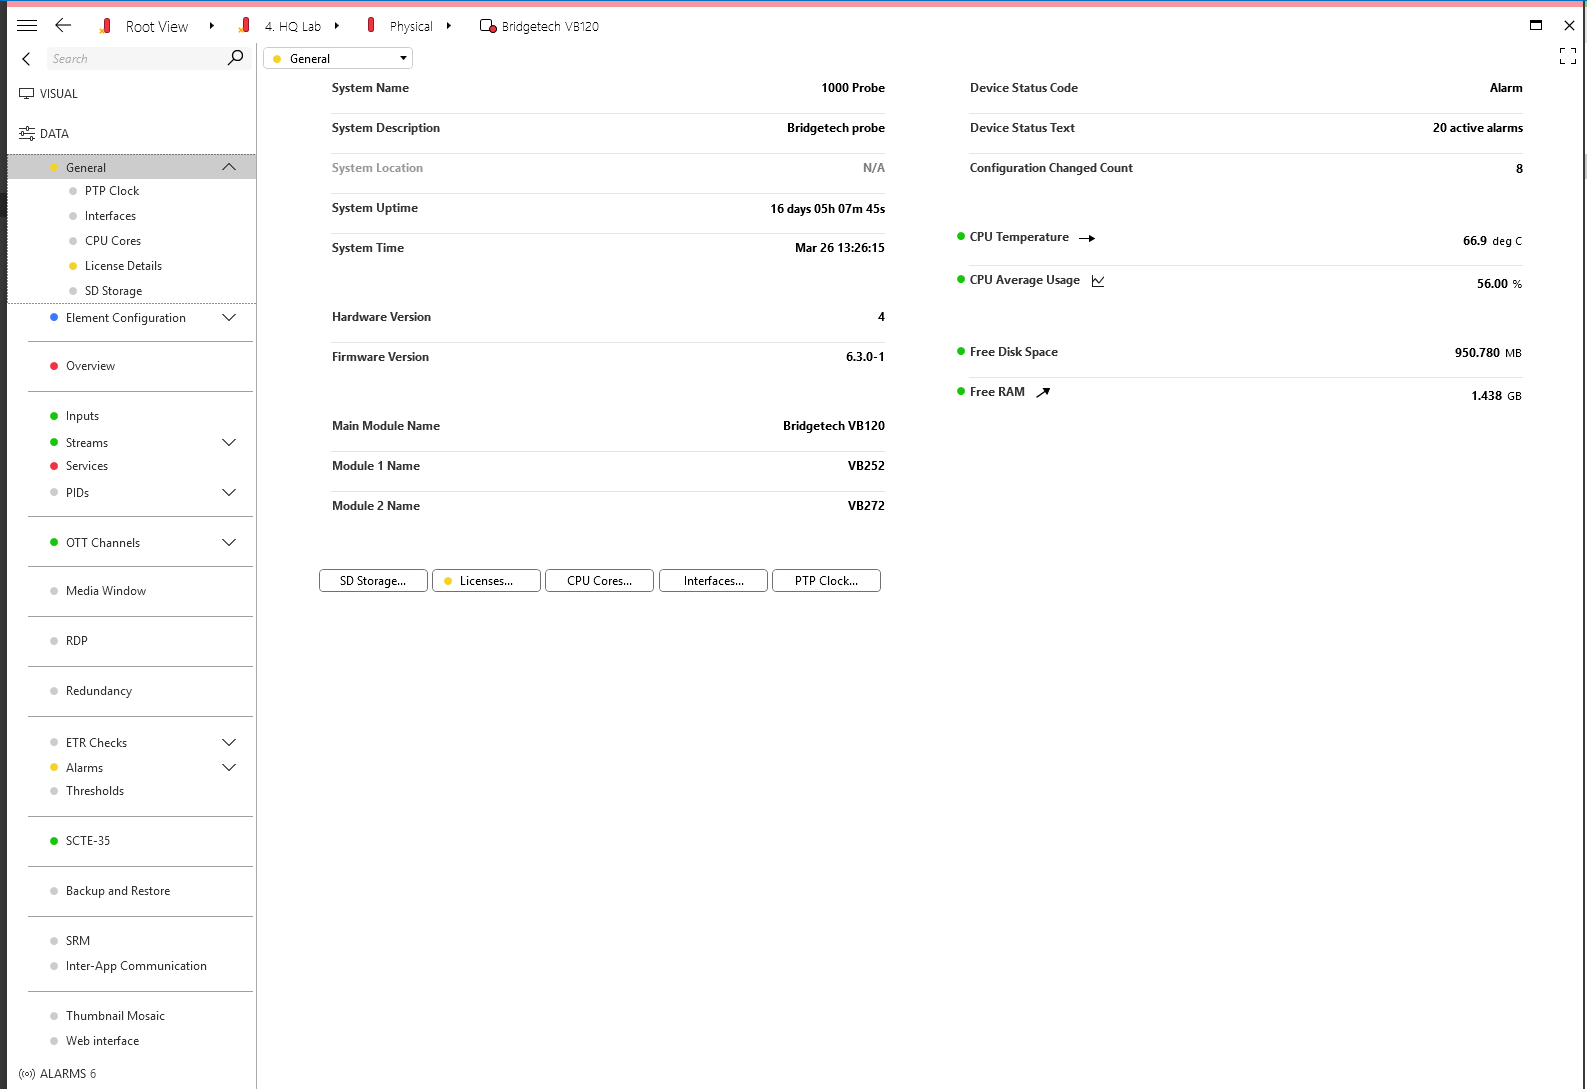 Root View
4. HQ Lab
Physical
Bridgetech VB120
Search
General
VISUAL
DATA
General
PTP Clock
Interfaces
CPU Cores
License Details
SD Storage
Element Configuration
Overview
Inputs
Streams
Services
PIDs
OTT Channels
Media Window
RDP
Redundancy
ETR Checks
Alarms
Thresholds
SCTE-35
Backup and Restore
SRM
Inter-App Communication
Thumbnail Mosaic
Web interface
ALARMS 6
System Name 1000 Probe
System Description Bridgetech probe
System Location N/A
System Uptime 16 days 05h 07m 45s
System Time Mar 26 13:26:15
Hardware Version 4
Firmware Version 6.3.0-1
Main Module Name Bridgetech VB120
Module 1 Name VB252
Module 2 Name VB272
SD Storage... Licenses... CPU Cores... Interfaces... PTP Clock...
Device Status Code Alarm
Device Status Text 20 active alarms
Configuration Changed Count 8
CPU Temperature 66.9 deg C
CPU Average Usage 56.00 %
Free Disk Space 950.780 MB
Free RAM 1.438 GB